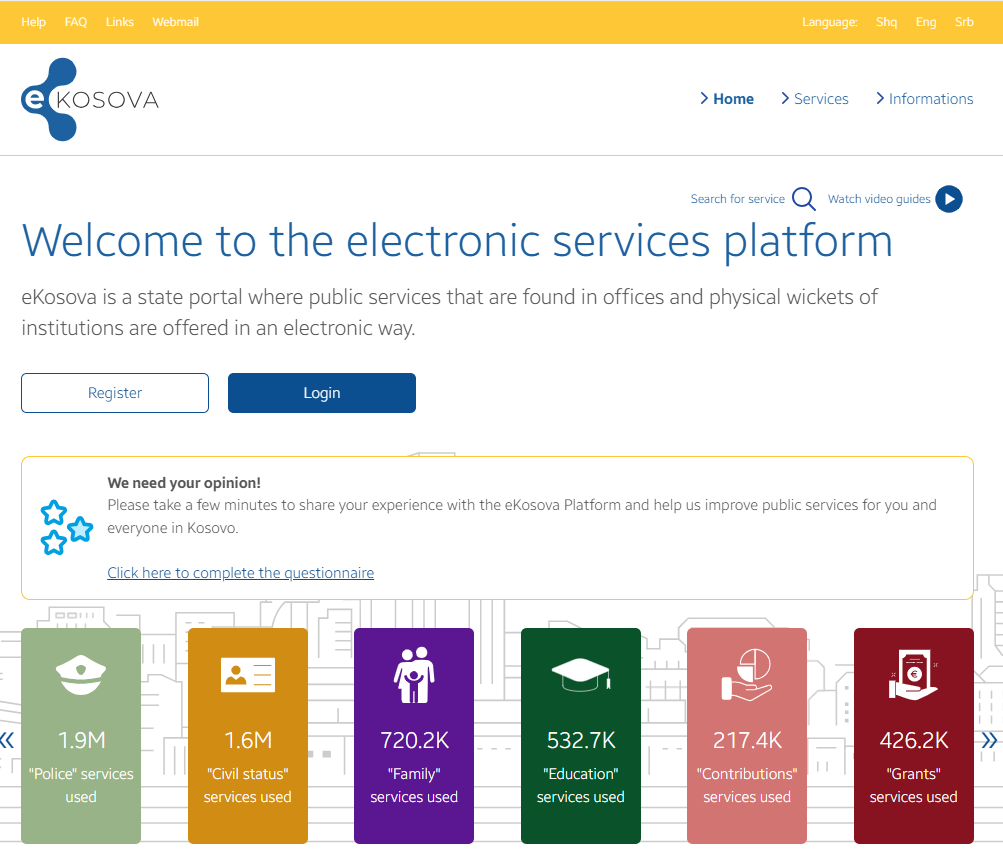 Help FAQ Links Webmail Language: Shq Eng Srb
eKOSOVA
Home Services Informations
Search for service Watch video guides
Welcome to the electronic services platform
eKosova is a state portal where public services that are found in offices and physical wickets of
institutions are offered in an electronic way.
Register Login
We need your opinion!
Please take a few minutes to share your experience with the eKosova Platform and help us improve public services for you and
everyone in Kosovo.
Click here to complete the questionnaire
1.9M 1.6M 720.2K 532.7K 217.4K 426.2K
"Police" services "Civil status" "Family" "Education" "Contributions" "Grants"
used services used services used services used services used services used